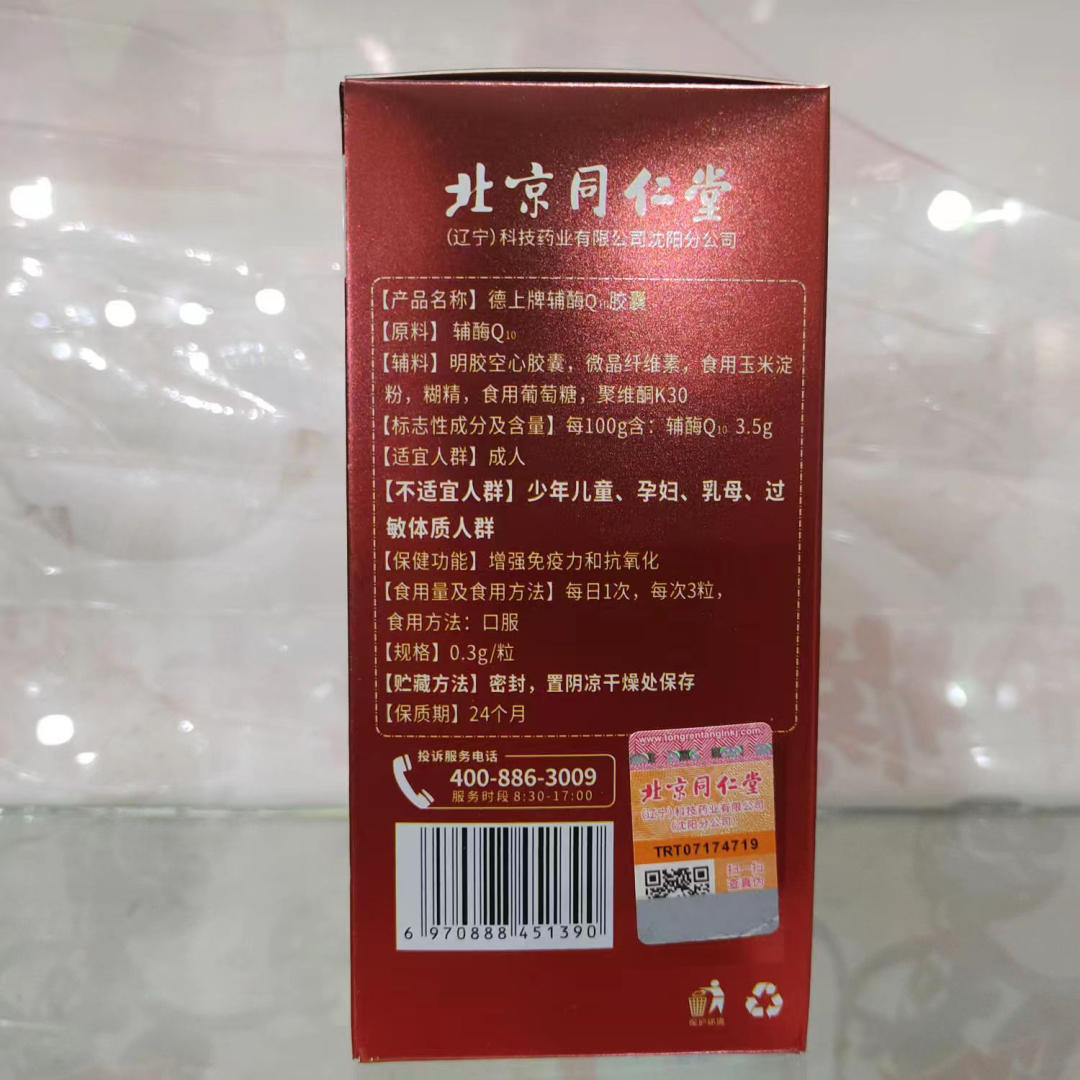 北京同仁堂
(辽宁)科技药业有限公司沈阳分公司
【产品名称】德上牌辅酶Q₁₀胶囊
【原料】 辅酶Q₁₀
【辅料】明胶空心胶囊，微晶纤维素，食用玉米淀
粉，糊精，食用葡萄糖，聚维酮K30
【标志性成分及含量】每100g含：辅酶Q₁₀ 3.5g
【适宜人群】成人
【不适宜人群】少年儿童、孕妇、乳母、过
敏体质人群
【保健功能】增强免疫力和抗氧化
【食用量及食用方法】每日1次，每次3粒，
食用方法：口服
【规格】0.3g/粒
【贮藏方法】密封，置阴凉干燥处保存
【保质期】24个月
投诉服务电话
400-886-3009
服务时段 8:30-17:00
6 970888 451390
www.tongrentanglnkj.com
北京同仁堂
(辽宁)科技药业有限公司
(沈阳分公司)
TRT07174719
扫一扫
查真伪
保护环境